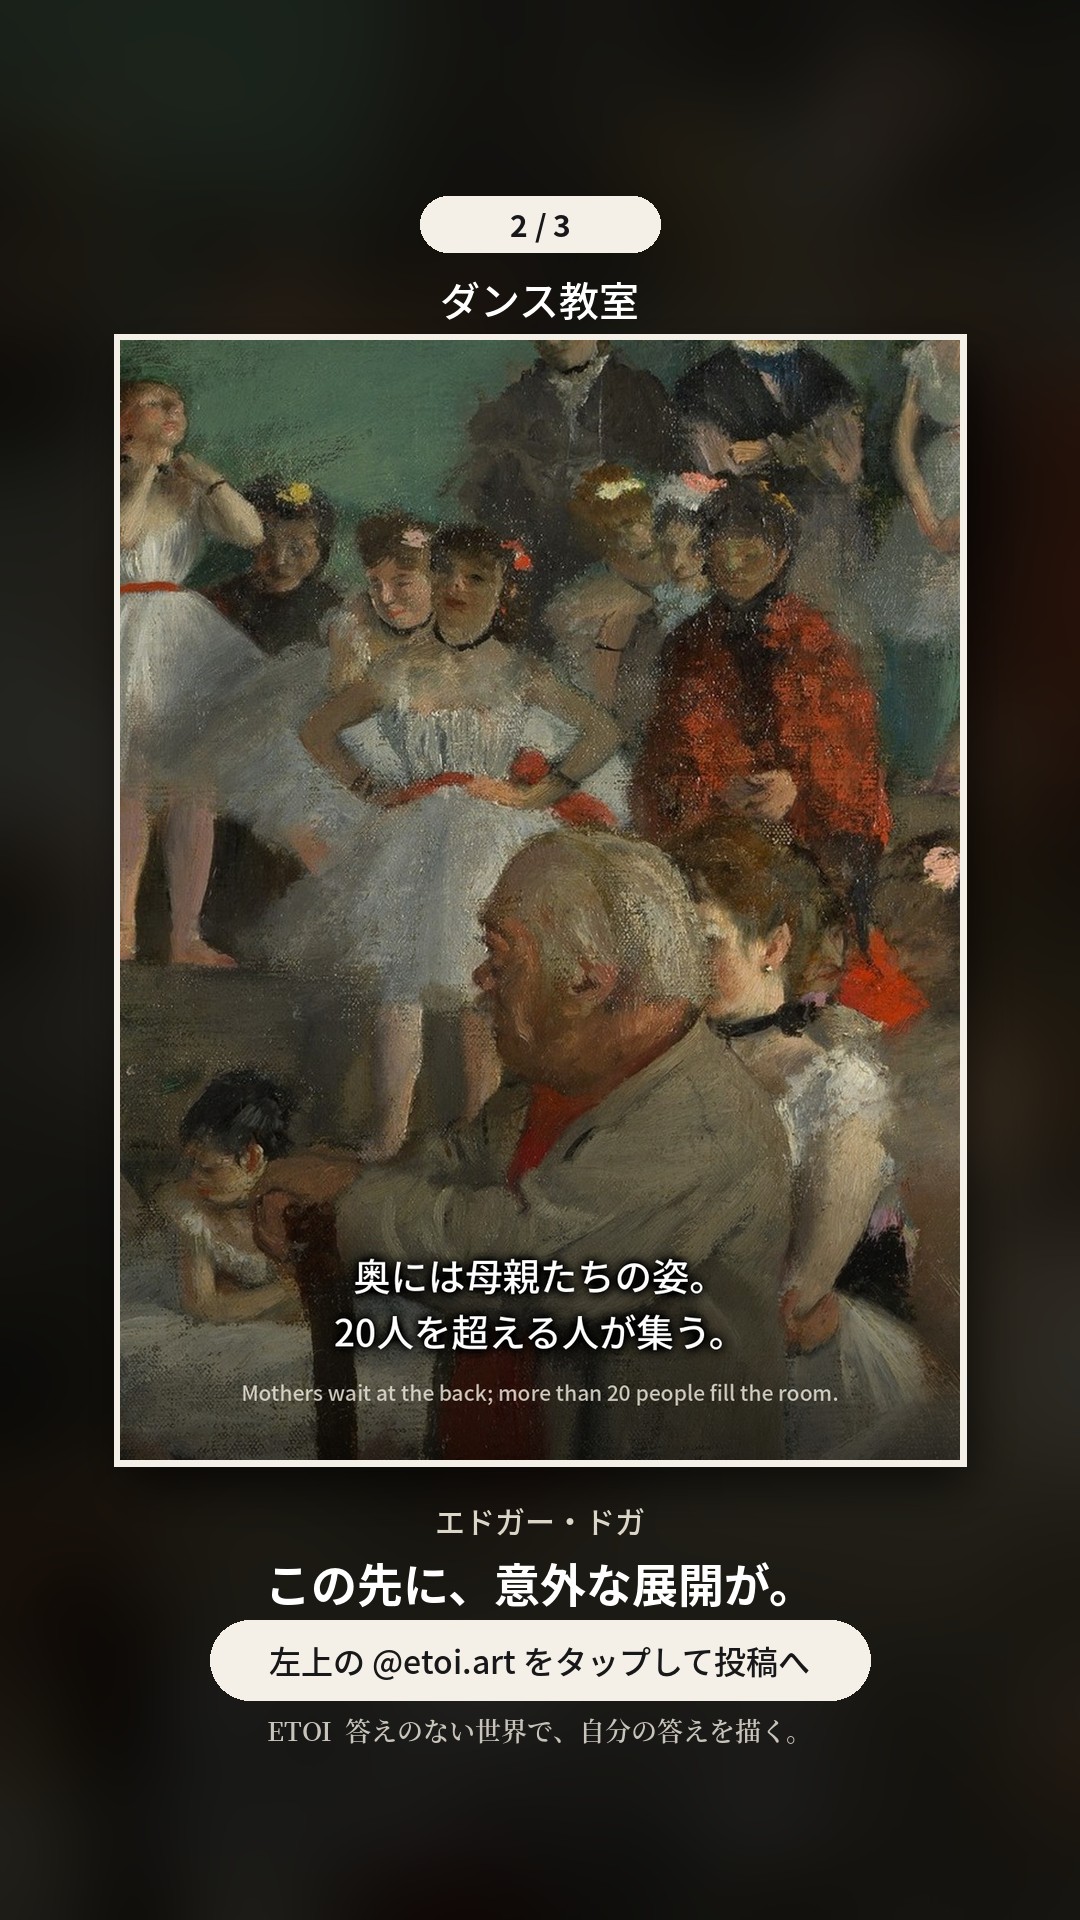 2 / 3
ダンス教室
奥には母親たちの姿。
20人を超える人が集う。
Mothers wait at the back; more than 20 people fill the room.
エドガー・ドガ
この先に、意外な展開が。
左上の @etoi.art をタップして投稿へ
ETOI 答えのない世界で、自分の答えを描く。